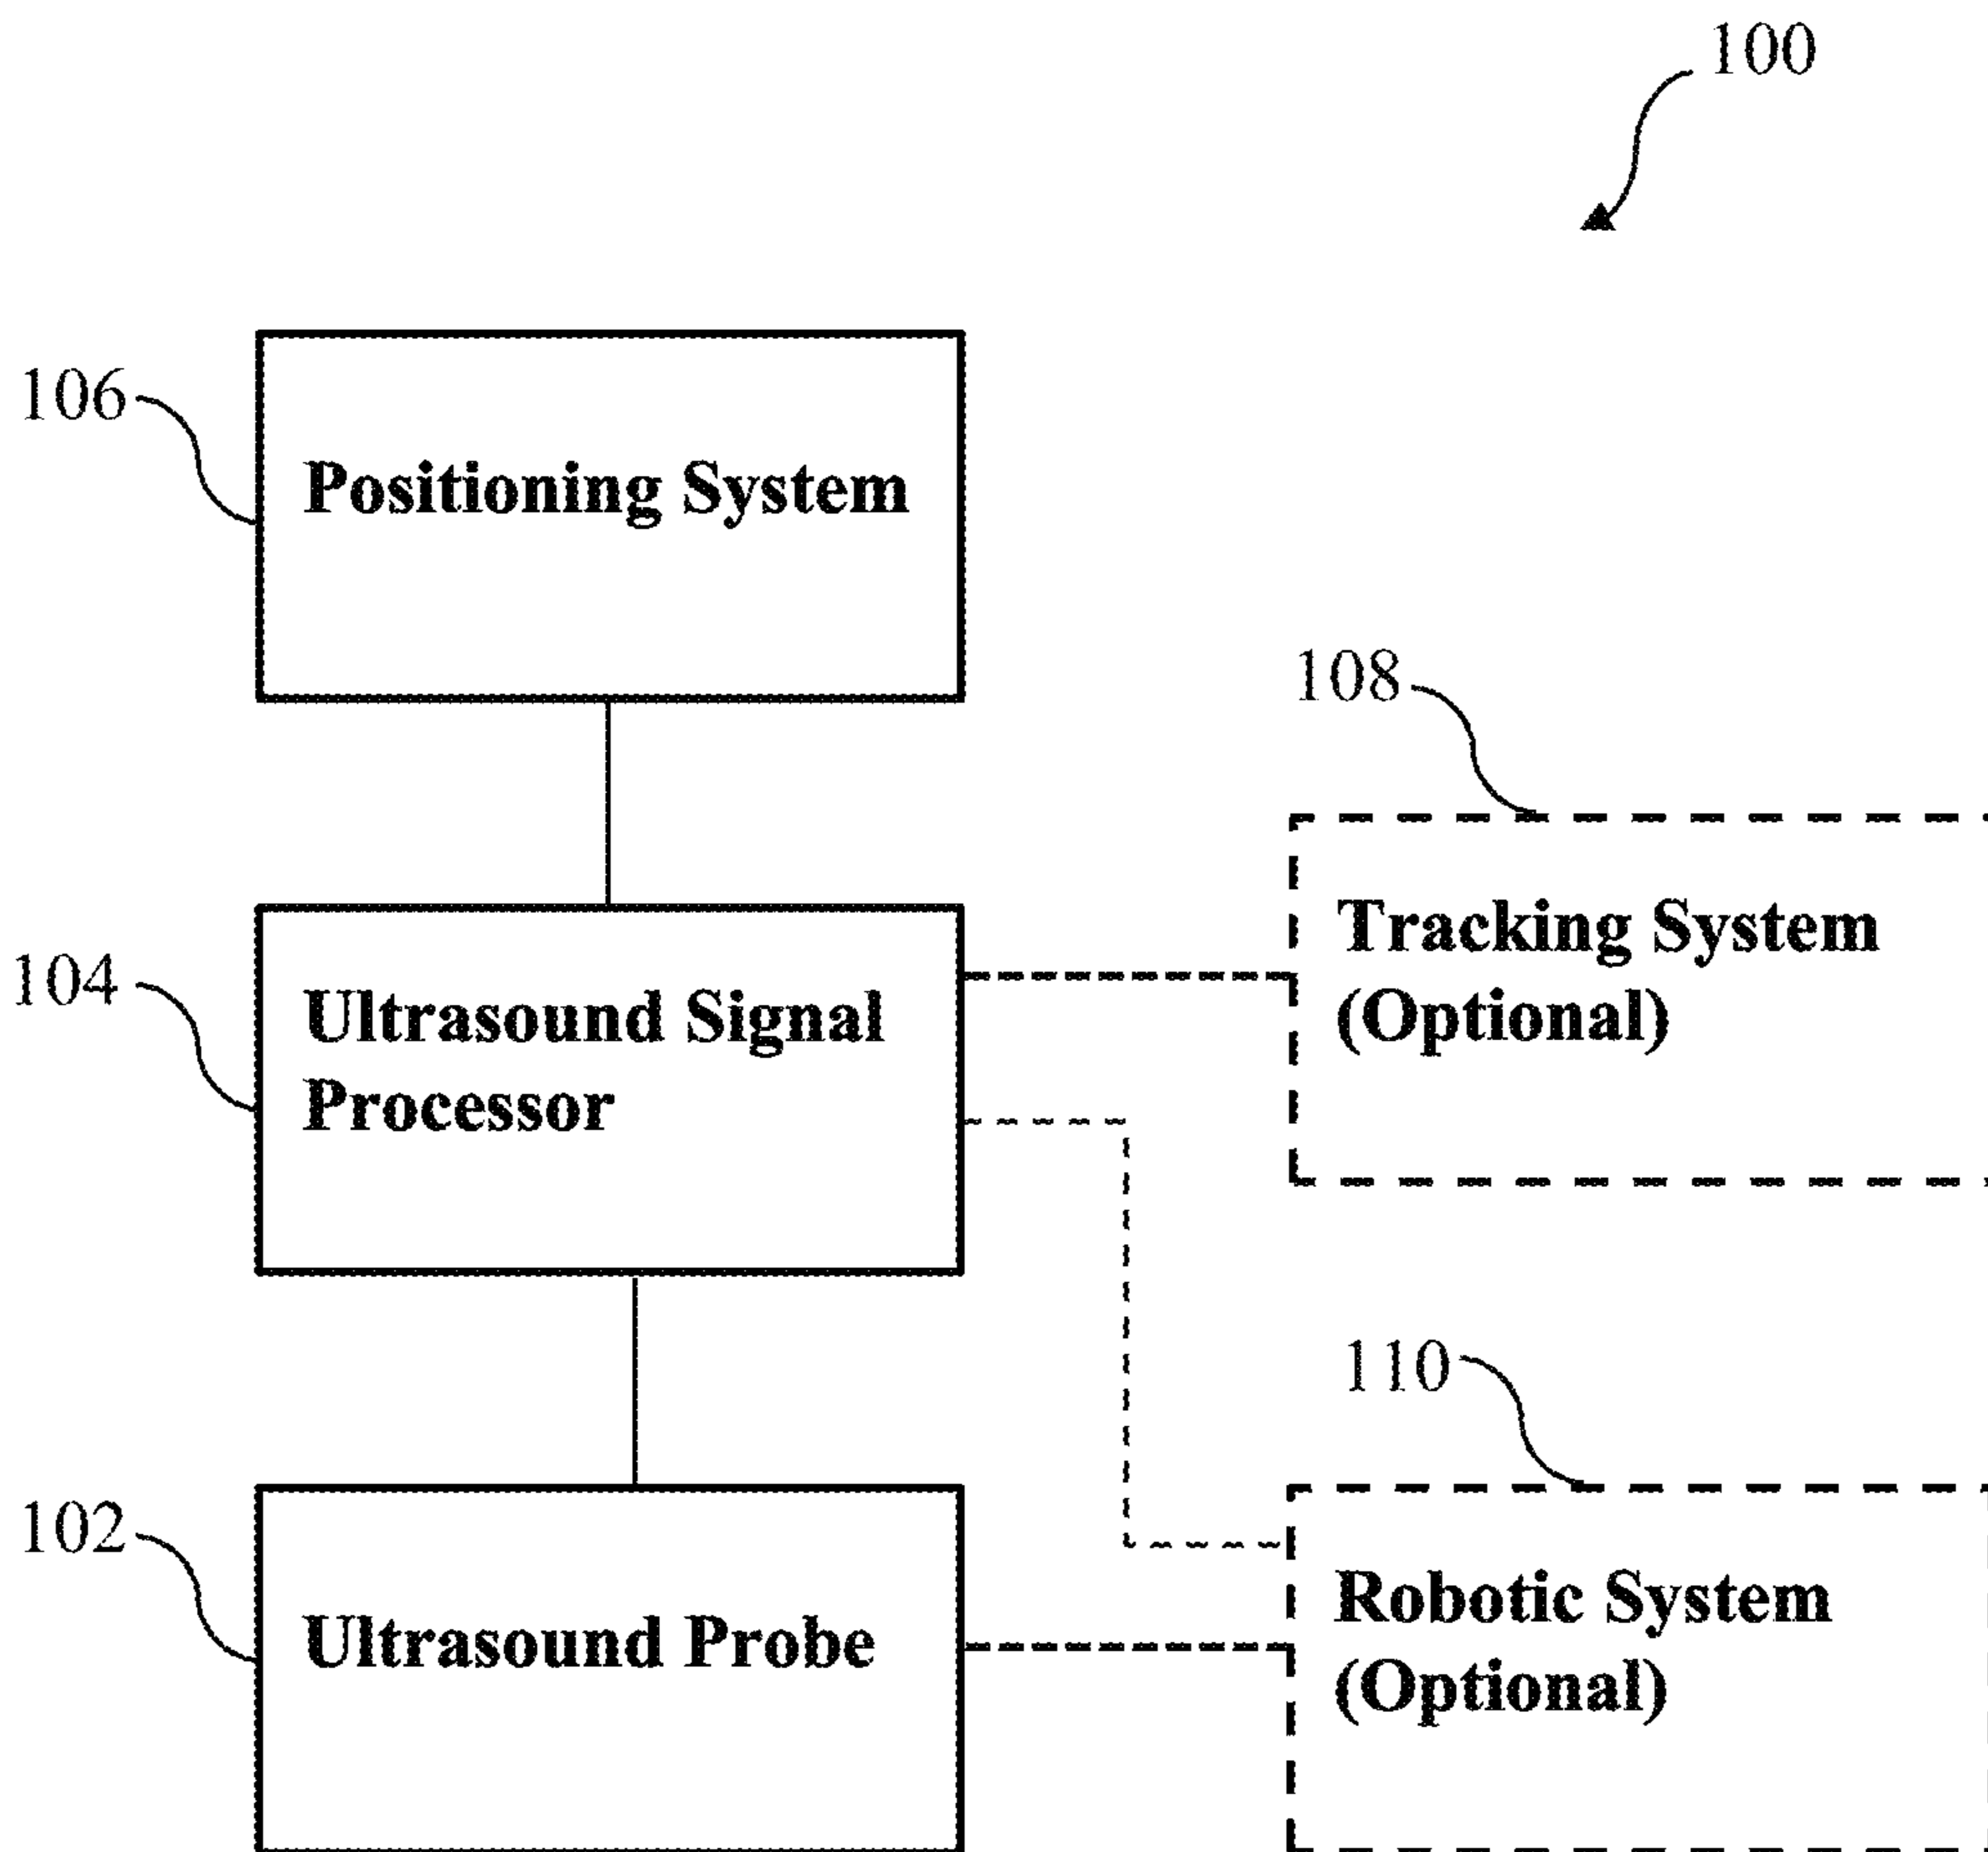 100
106
Positioning System
108
104
Ultrasound Signal
Processor
Tracking System
(Optional)
110
102
Ultrasound Probe
Robotic System
(Optional)